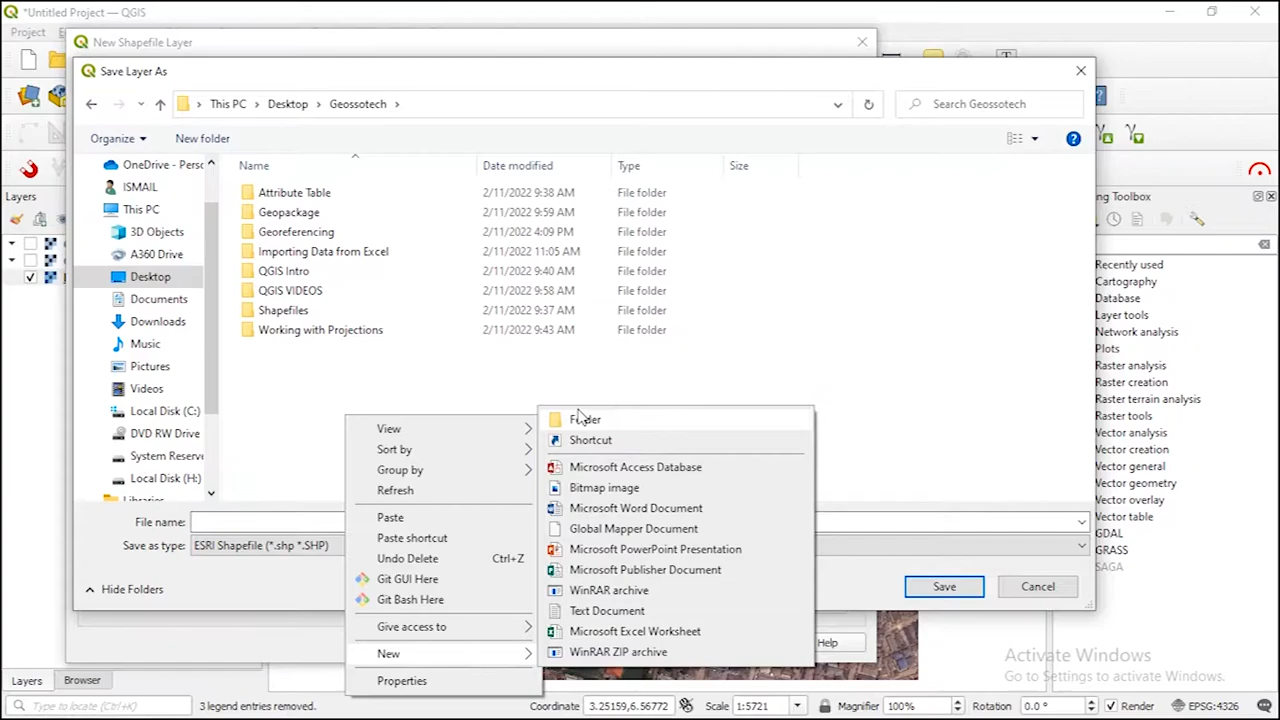 *Untitled Project — QGIS
Project
New Shapefile Layer
Save Layer As
This PC > Desktop > Geossotech >
Search Geossotech
Organize
New folder
Name
Date modified
Type
Size
OneDrive - Pers
ISMAIL
This PC
3D Objects
A360 Drive
Desktop
Documents
Downloads
Music
Pictures
Videos
Local Disk (C:)
DVD RW Drive
System Reserve
Local Disk (H:)
Libraries
Attribute Table 2/11/2022 9:38 AM File folder
Geopackage 2/11/2022 9:59 AM File folder
Georeferencing 2/11/2022 4:09 PM File folder
Importing Data from Excel 2/11/2022 11:05 AM File folder
QGIS Intro 2/11/2022 9:40 AM File folder
QGIS VIDEOS 2/11/2022 9:58 AM File folder
Shapefiles 2/11/2022 9:37 AM File folder
Working with Projections 2/11/2022 9:43 AM File folder
File name:
Save as type: ESRI Shapefile (*.shp *.SHP)
Hide Folders
Save
Cancel
View
Sort by
Group by
Refresh
Paste
Paste shortcut
Undo Delete Ctrl+Z
Git GUI Here
Git Bash Here
Give access to
New
Properties
Folder
Shortcut
Microsoft Access Database
Bitmap image
Microsoft Word Document
Global Mapper Document
Microsoft PowerPoint Presentation
Microsoft Publisher Document
WinRAR archive
Text Document
Microsoft Excel Worksheet
WinRAR ZIP archive
Help
Layers
ng Toolbox
Recently used
Cartography
Database
Layer tools
Network analysis
Plots
Raster analysis
Raster creation
Raster terrain analysis
Raster tools
Vector analysis
Vector creation
Vector general
Vector geometry
Vector overlay
Vector table
GDAL
GRASS
SAGA
Activate Windows
Go to Settings to activate Windows.
Layers
Browser
Type to locate (Ctrl+K)
3 legend entries removed.
Coordinate 3.25159,6.56772
Scale 1:5721
Magnifier 100%
Rotation 0.0 °
Render
EPSG:4326